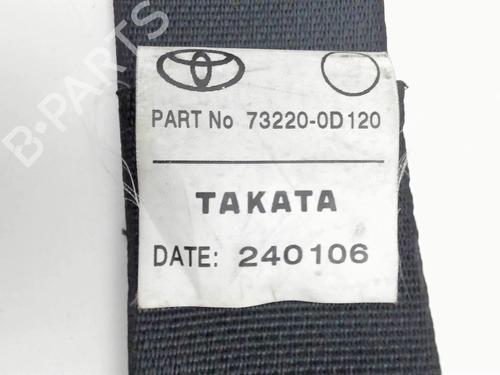 B-PARTS
PART No 73220-0D120
TAKATA
DATE: 240106